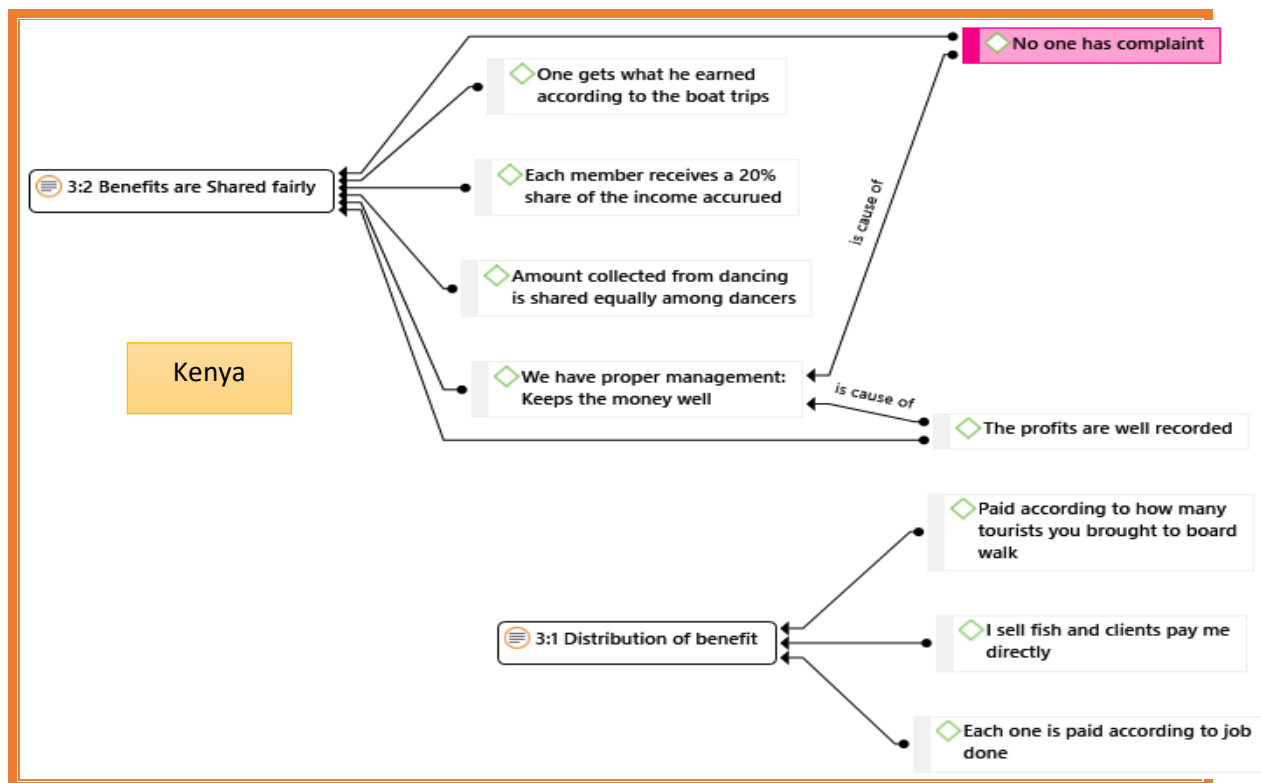 No one has complaint
One gets what he earned
according to the boat trips
3:2 Benefits are Shared fairly
Each member receives a 20%
share of the income accurued
is cause of
Amount collected from dancing
is shared equally among dancers
Kenya
We have proper management:
Keeps the money well
is cause of
The profits are well recorded
Paid according to how many
tourists you brought to board
walk
3:1 Distribution of benefit
I sell fish and clients pay me
directly
Each one is paid according to job
done